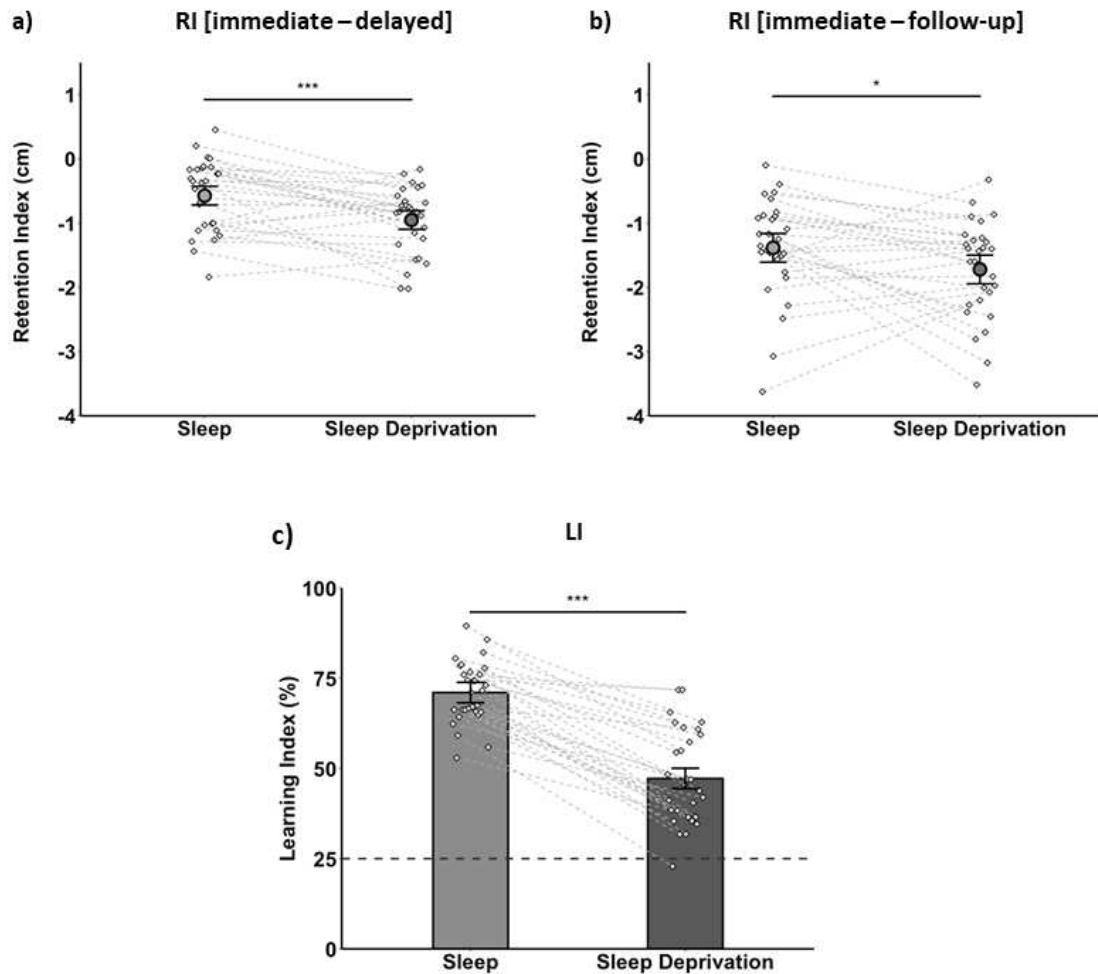 a) RI [immediate – delayed]
b) RI [immediate – follow-up]
***
*
1
0
-1
-2
-3
-4
Retention Index (cm)
Sleep
Sleep Deprivation
1
0
-1
-2
-3
-4
Retention Index (cm)
Sleep
Sleep Deprivation
c) LI
***
100
75
50
25
0
Learning Index (%)
Sleep
Sleep Deprivation